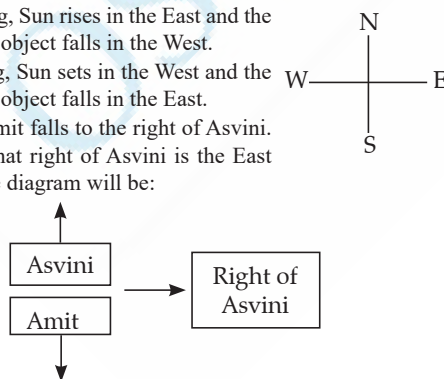 g, Sun rises in the East and the
object falls in the West.
g, Sun sets in the West and the
object falls in the East.
mit falls to the right of Asvini.
hat right of Asvini is the East
e diagram will be:
N
W
E
S
Asvini
Amit
Right of
Asvini